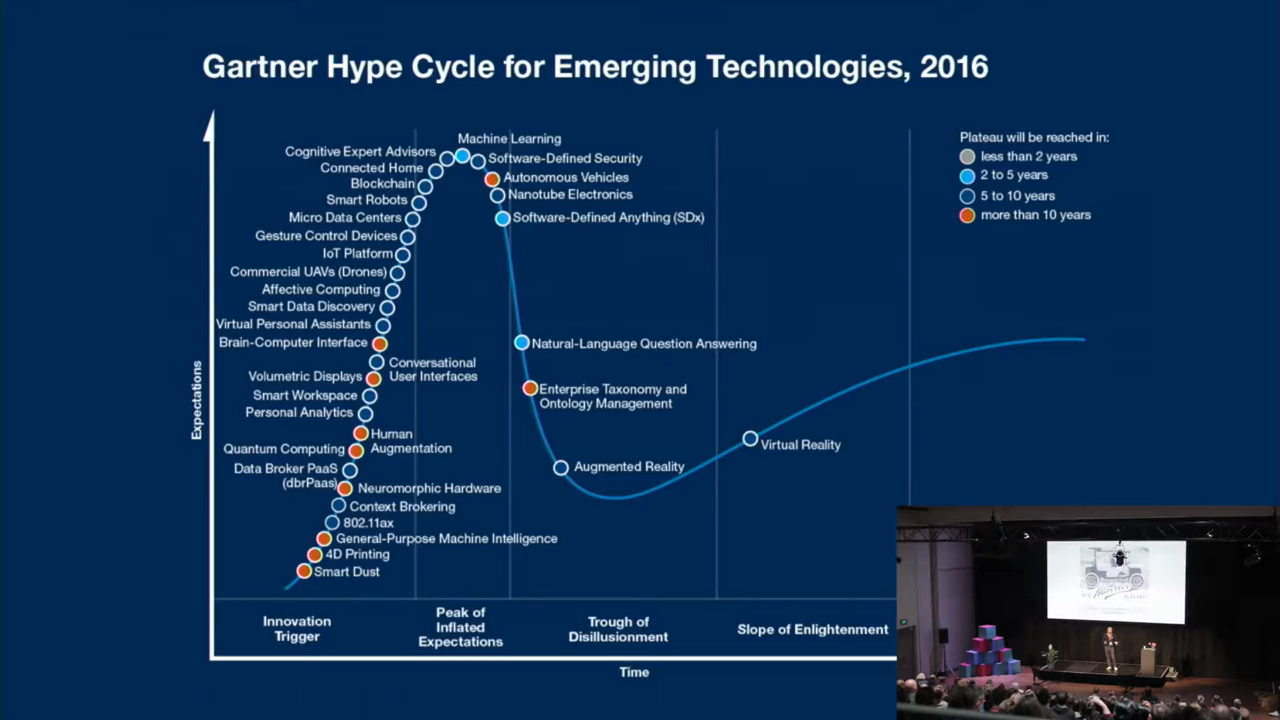 Gartner Hype Cycle for Emerging Technologies, 2016
Plateau will be reached in:
less than 2 years
2 to 5 years
5 to 10 years
more than 10 years
Expectations
Machine Learning
Cognitive Expert Advisors
Software-Defined Security
Connected Home
Autonomous Vehicles
Blockchain
Nanotube Electronics
Smart Robots
Micro Data Centers
Software-Defined Anything (SDx)
Gesture Control Devices
IoT Platform
Commercial UAVs (Drones)
Affective Computing
Smart Data Discovery
Virtual Personal Assistants
Brain-Computer Interface
Natural-Language Question Answering
Conversational
User Interfaces
Volumetric Displays
Enterprise Taxonomy and
Ontology Management
Smart Workspace
Personal Analytics
Human
Augmentation
Quantum Computing
Virtual Reality
Data Broker PaaS
(dbrPaas)
Augmented Reality
Neuromorphic Hardware
Context Brokering
802.11ax
General-Purpose Machine Intelligence
4D Printing
Smart Dust
Innovation
Trigger
Peak of
Inflated
Expectations
Trough of
Disillusionment
Slope of Enlightenment
Time